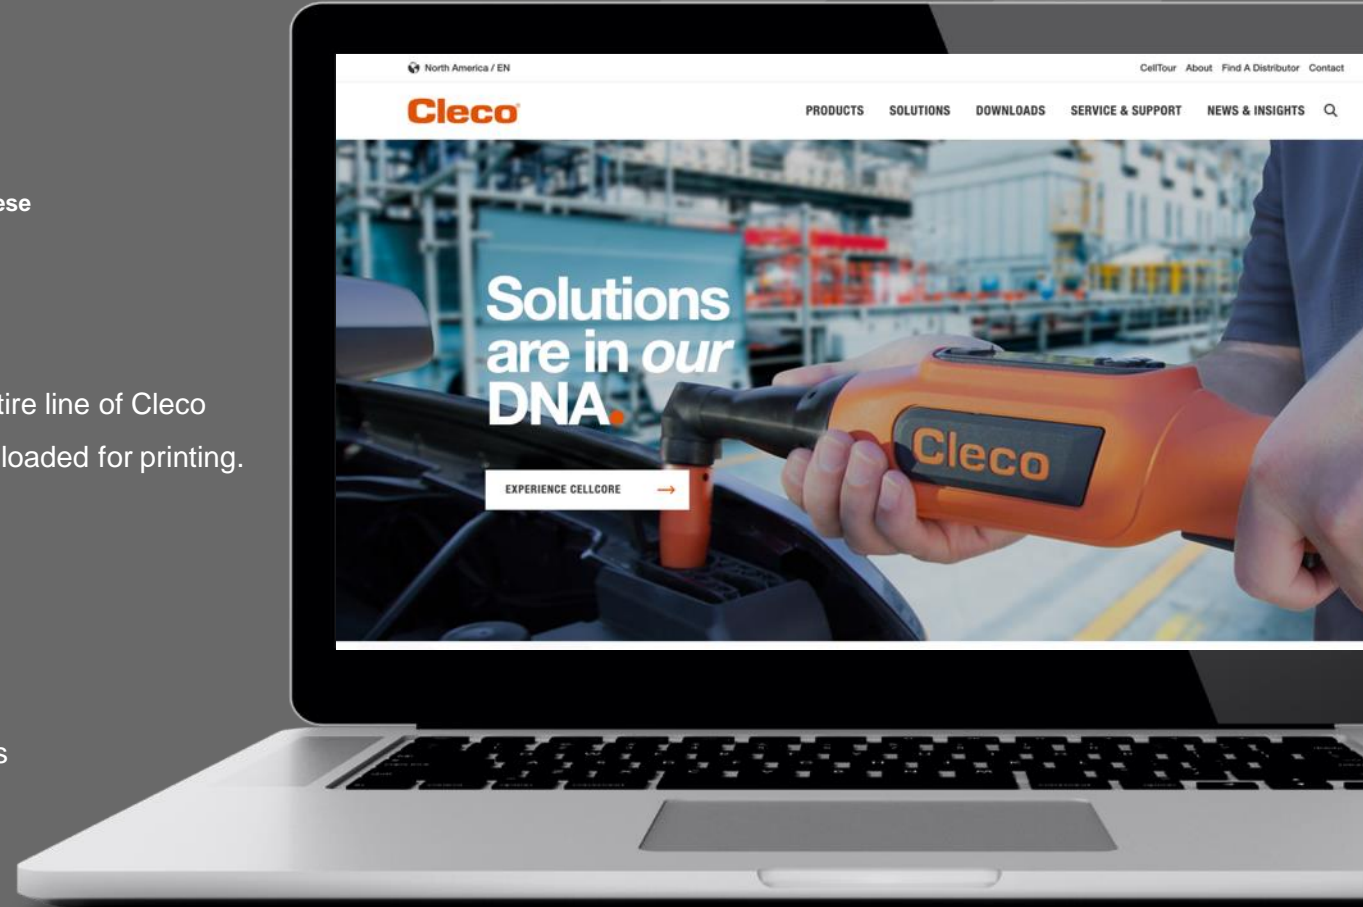 North America / EN
CellTour About Find A Distributor Contact
Cleco
PRODUCTS SOLUTIONS DOWNLOADS SERVICE & SUPPORT NEWS & INSIGHTS
ese
Solutions
are in our
DNA.
tire line of Cleco
loaded for printing.
Cleco
EXPERIENCE CELLCORE
s